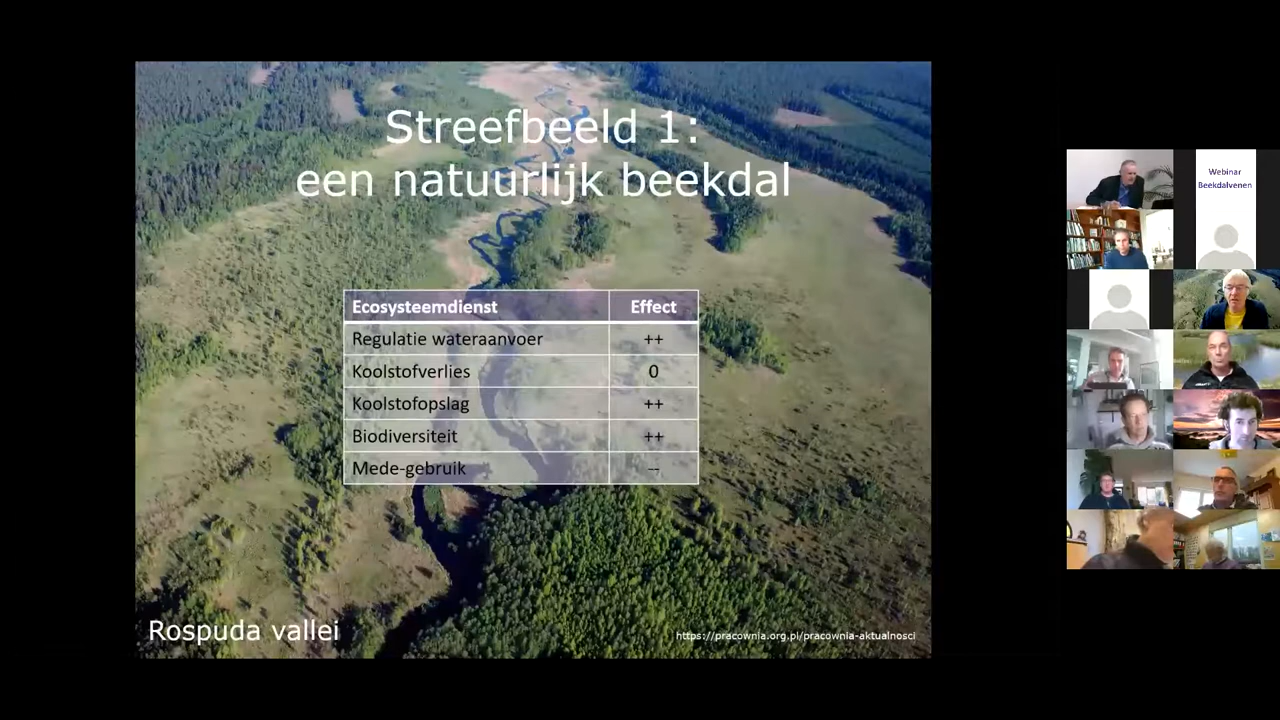 Streefbeeld 1:
een natuurlijk beekdal
Ecosysteemdienst Effect
Regulatie wateraanvoer ++
Koolstofverlies 0
Koolstofopslag ++
Biodiversiteit ++
Mede-gebruik --
Rospuda vallei
https://pracownia.org.pl/pracownia-aktualnosci
Webinar
Beekdalvenen